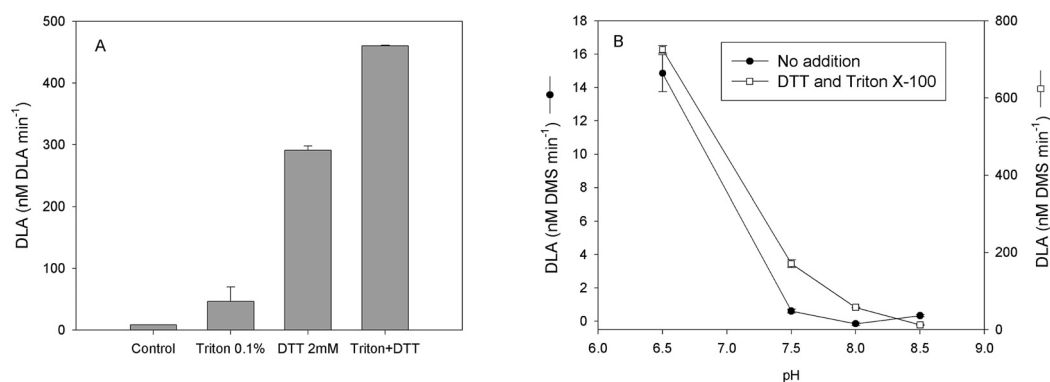 A
500
400
300
200
100
0
DLA (nM DLA min⁻¹)
Control
Triton 0.1%
DTT 2mM
Triton+DTT
B
No addition
DTT and Triton X-100
18
16
14
12
10
8
6
4
2
0
DLA (nM DMS min⁻¹)
800
600
400
200
0
DLA (nM DMS min⁻¹)
6.0
6.5
7.0
7.5
8.0
8.5
9.0
pH